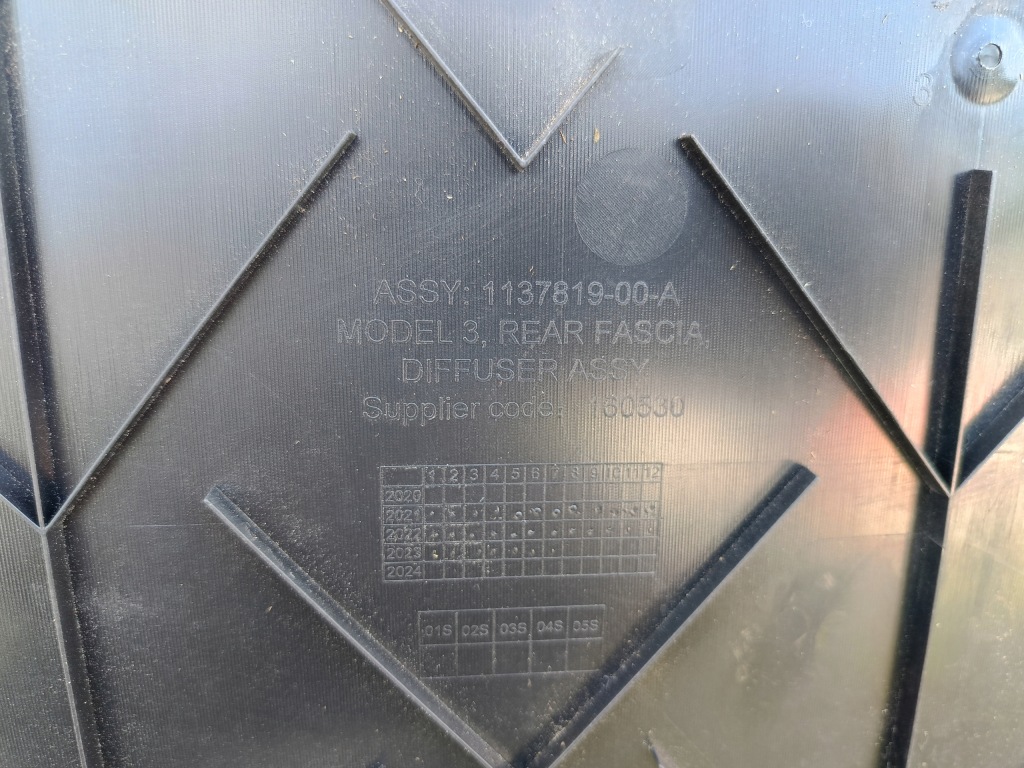 3
ASSY: 1137819-00-A
MODEL 3, REAR FASCIA,
DIFFUSER ASSY
Supplier code: 160530
1 2 3 4 5 6 7 8 9 10 11 12
2020
2021
2022
2023
2024
01S 02S 03S 04S 05S